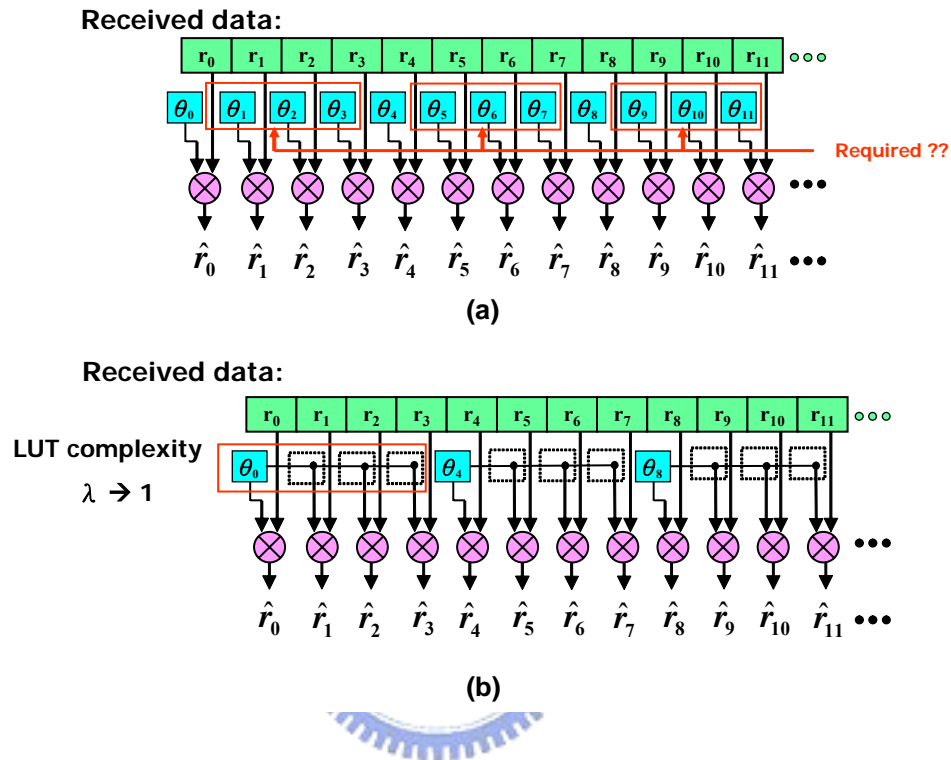 Received data:
r₀ r₁ r₂ r₃ r₄ r₅ r₆ r₇ r₈ r₉ r₁₀ r₁₁
θ₀ θ₁ θ₂ θ₃ θ₄ θ₅ θ₆ θ₇ θ₈ θ₉ θ₁₀ θ₁₁
Required ??
r̂₀ r̂₁ r̂₂ r̂₃ r̂₄ r̂₅ r̂₆ r̂₇ r̂₈ r̂₉ r̂₁₀ r̂₁₁
(a)
Received data:
r₀ r₁ r₂ r₃ r₄ r₅ r₆ r₇ r₈ r₉ r₁₀ r₁₁
LUT complexity
θ₀ θ₄ θ₈
λ → 1
r̂₀ r̂₁ r̂₂ r̂₃ r̂₄ r̂₅ r̂₆ r̂₇ r̂₈ r̂₉ r̂₁₀ r̂₁₁
(b)